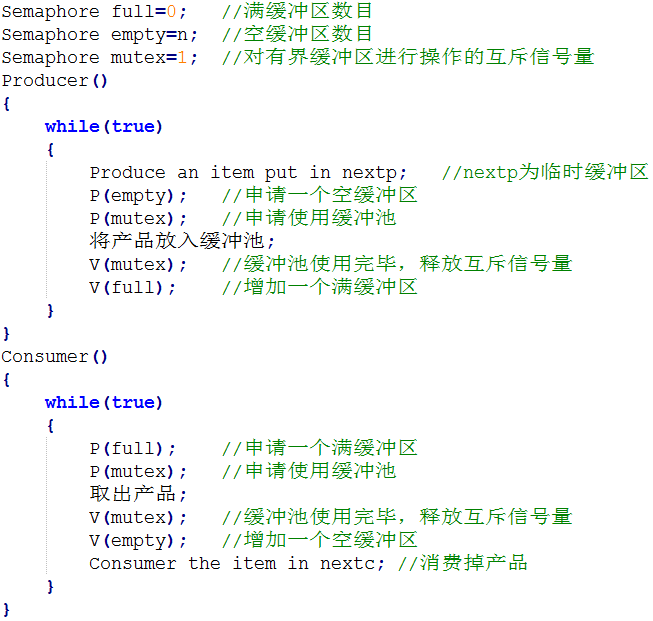 Semaphore full=0;   //满缓冲区数目
Semaphore empty=n;  //空缓冲区数目
Semaphore mutex=1;  //对有界缓冲区进行操作的互斥信号量
Producer()
{
    while(true)
    {
        Produce an item put in nextp;   //nextp为临时缓冲区
        P(empty);   //申请一个空缓冲区
        P(mutex);   //申请使用缓冲池
        将产品放入缓冲池;
        V(mutex);   //缓冲池使用完毕，释放互斥信号量
        V(full);    //增加一个满缓冲区
    }
}
Consumer()
{
    while(true)
    {
        P(full);    //申请一个满缓冲区
        P(mutex);   //申请使用缓冲池
        取出产品;
        V(mutex);   //缓冲池使用完毕，释放互斥信号量
        V(empty);   //增加一个空缓冲区
        Consumer the item in nextc; //消费掉产品
    }
}